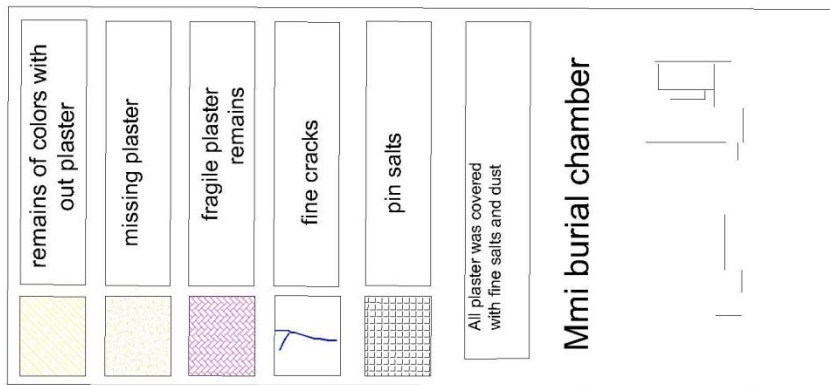 remains of colors with
out plaster
missing plaster
fragile plaster
remains
fine cracks
pin salts
All plaster was covered
with fine salts and dust
Mmi burial chamber